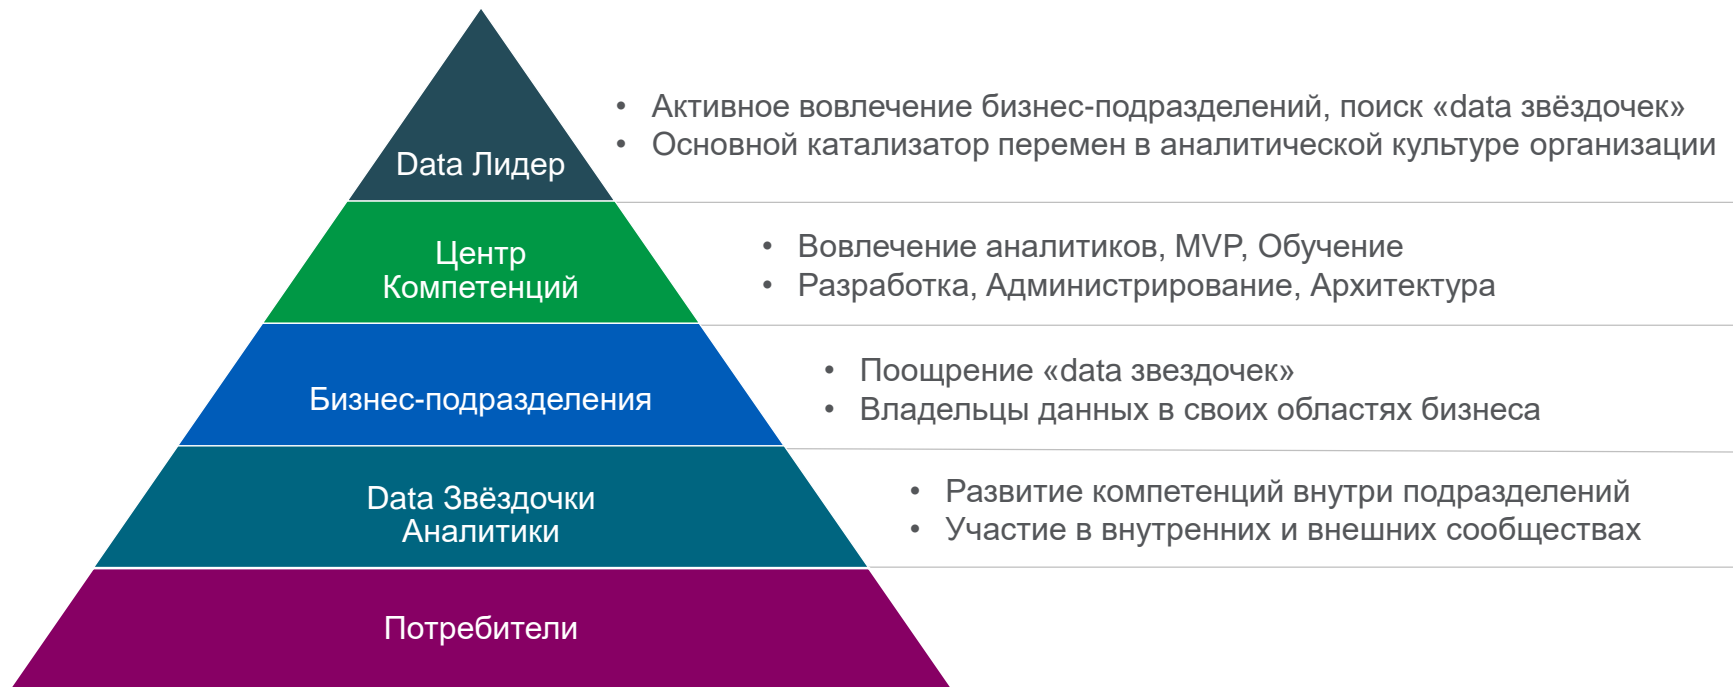 Data Лидер
• Активное вовлечение бизнес-подразделений, поиск «data звёздочек»
• Основной катализатор перемен в аналитической культуре организации
Центр
Компетенций
• Вовлечение аналитиков, MVP, Обучение
• Разработка, Администрирование, Архитектура
Бизнес-подразделения
• Поощрение «data звездочек»
• Владельцы данных в своих областях бизнеса
Data Звёздочки
Аналитики
• Развитие компетенций внутри подразделений
• Участие в внутренних и внешних сообществах
Потребители